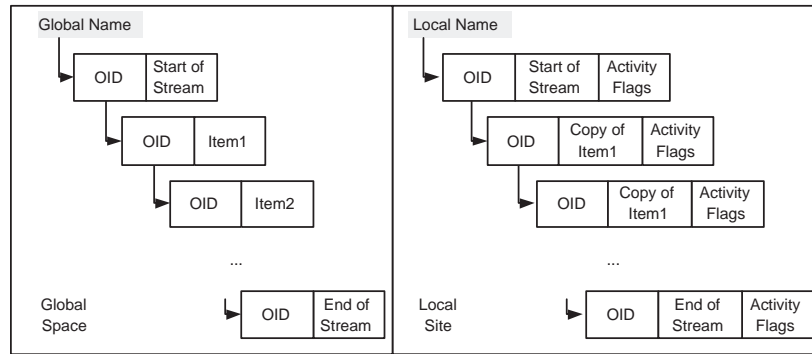 Global Name
OID
Start of
Stream
OID
Item1
OID
Item2
...
Global
Space
OID
End of
Stream
Local Name
OID
Start of
Stream
Activity
Flags
OID
Copy of
Item1
Activity
Flags
OID
Copy of
Item1
Activity
Flags
...
Local
Site
OID
End of
Stream
Activity
Flags